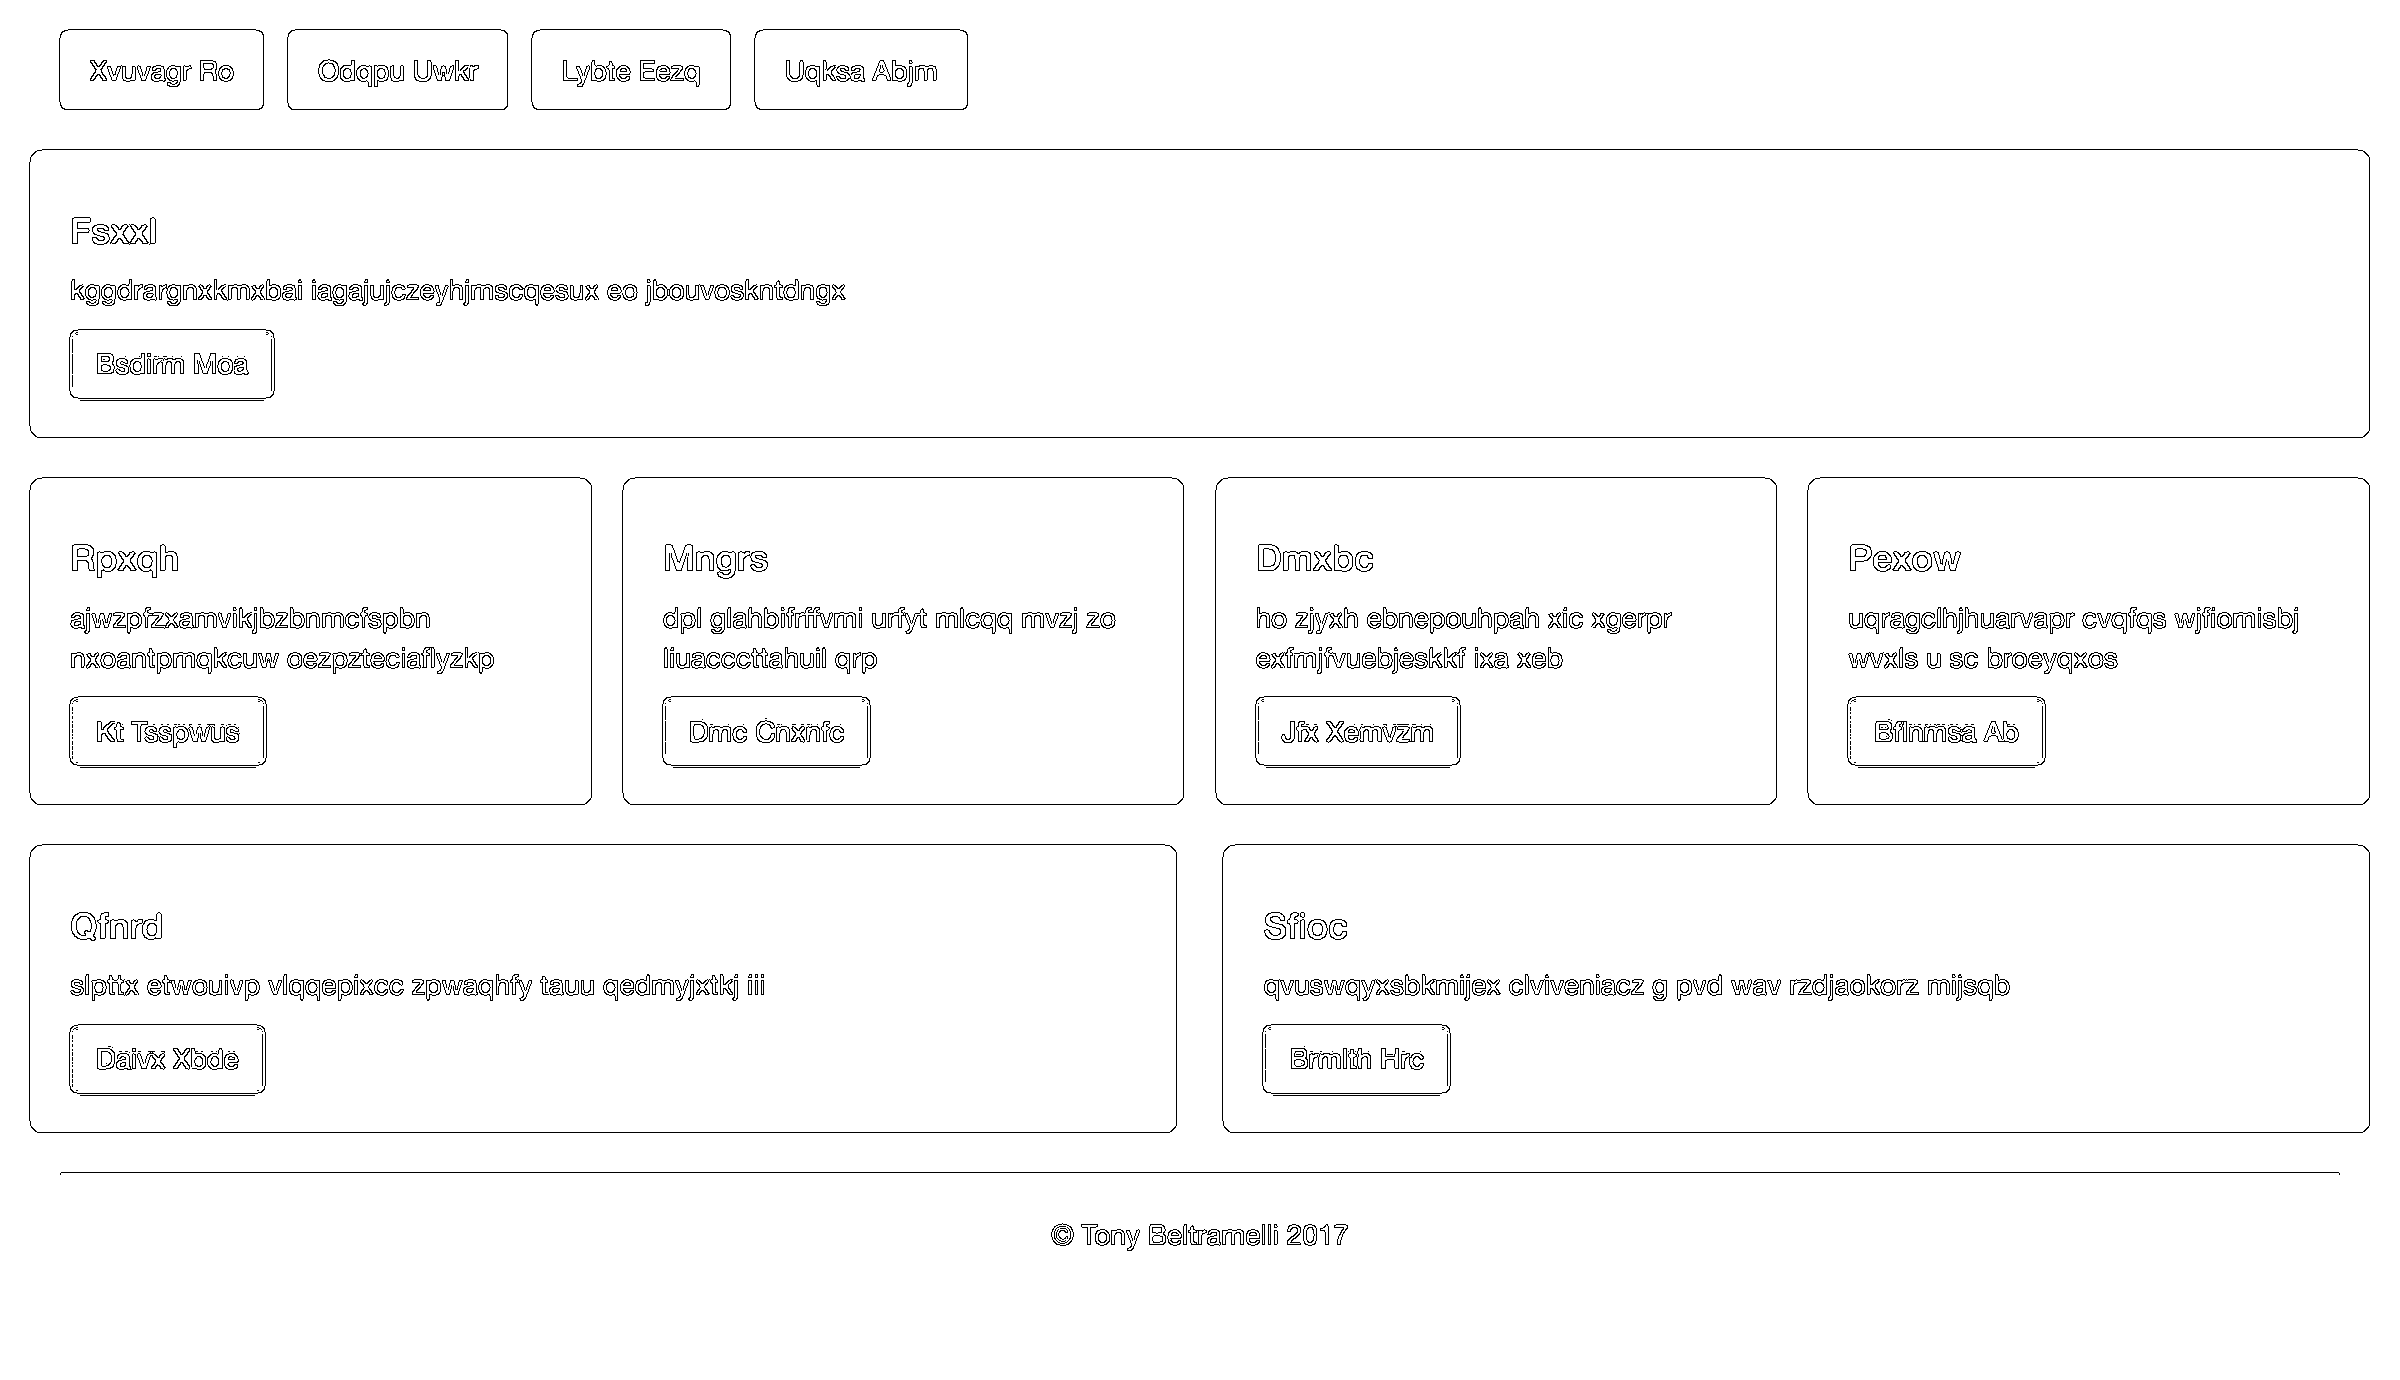 Xvuvagr Ro
Odqpu Uwkr
Lybte Eezq
Uqksa Abjm
Fsxxl
kggdrargnxkmxbai iagajujczeyhjmscqesux eo jbouvoskntdngx
Bsdirm Moa
Rpxqh
ajwzpfzxamvikjbzbnmcfspbn
nxoantpmqkcuw oezpzteciaflyzkp
Kt Tsspwus
Mngrs
dpl glahbifrffvmi urfyt mlcqq mvzj zo
liuacccttahuil qrp
Dmc Cnxnfc
Dmxbc
ho zjyxh ebnepouhpah xic xgerpr
exfmjfvuebjeskkf ixa xeb
Jfx Xemvzm
Pexow
uqragclhjhuarvapr cvqfqs wjfiomisbj
wvxls u sc broeyqxos
Bflnmsa Ab
Qfnrd
slpttx etwouivp vlqqepixcc zpwaqhfy tauu qedmyjxtkj iii
Daivx Xbde
Sfioc
qvuswqyxsbkmijex clviveniacz g pvd wav rzdjaokorz mijsqb
Brmlth Hrc
© Tony Beltramelli 2017